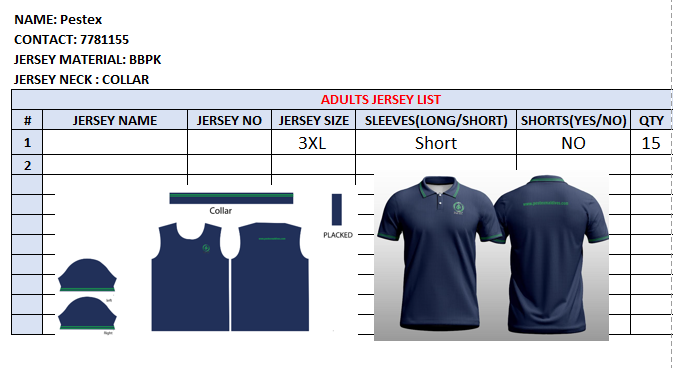 NAME: Pestex
CONTACT: 7781155
JERSEY MATERIAL: BBPK
JERSEY NECK : COLLAR
ADULTS JERSEY LIST
# JERSEY NAME JERSEY NO JERSEY SIZE SLEEVES(LONG/SHORT) SHORTS(YES/NO) QTY
1 3XL Short NO 15
2
Collar
PLACKED
left
Right